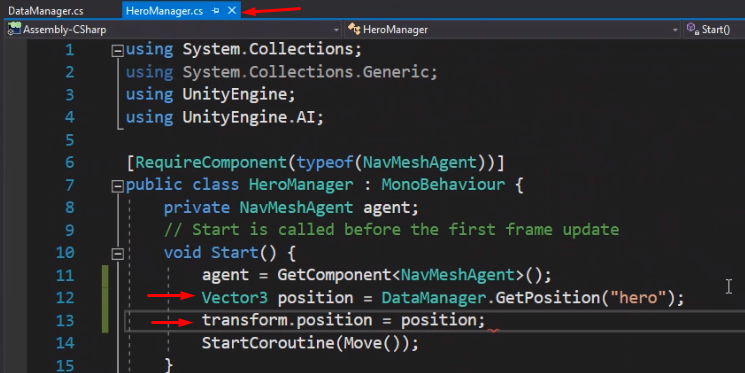 DataManager.cs HeroManager.cs
Assembly-CSharp HeroManager Start()
1 using System.Collections;
2 using System.Collections.Generic;
3 using UnityEngine;
4 using UnityEngine.AI;
5
6 [RequireComponent(typeof(NavMeshAgent))]
7 public class HeroManager : MonoBehaviour {
8 private NavMeshAgent agent;
9 // Start is called before the first frame update
10 void Start() {
11 agent = GetComponent<NavMeshAgent>();
12 Vector3 position = DataManager.GetPosition("hero");
13 transform.position = position;
14 StartCoroutine(Move());
15 }